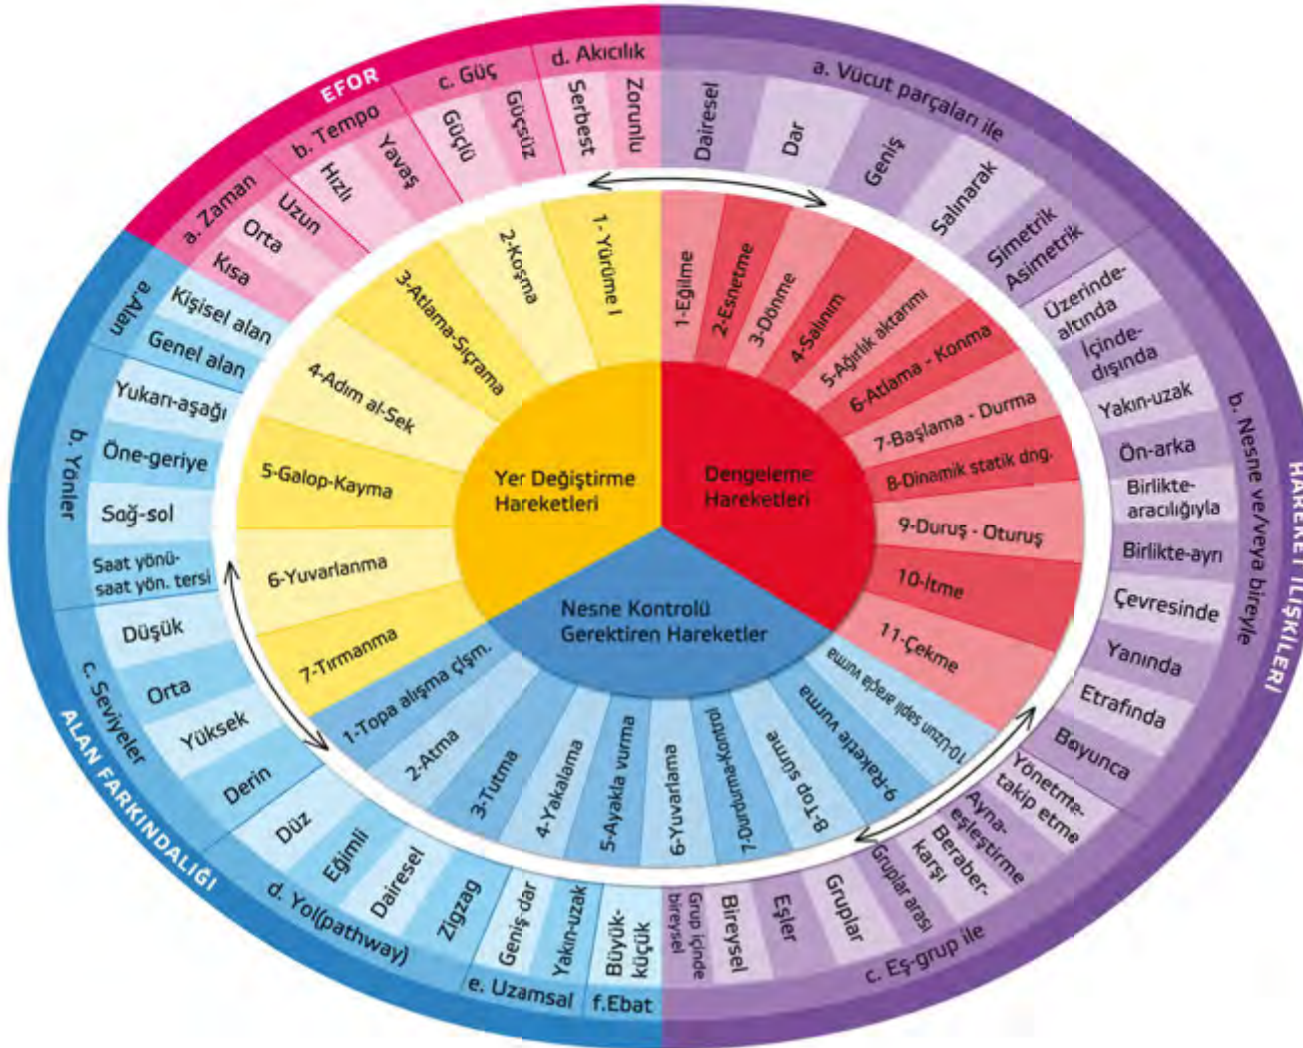 EFOR
a. Zaman
Kısa
Orta
Uzun
b. Tempo
Hızlı
Yavaş
c. Güç
Güçlü
Güçsüz
d. Akıcılık
Serbest
Zorunlu
HAREKET İLİŞKİLERİ
a. Vücut parçaları ile
Dairesel
Dar
Geniş
Salınarak
Simetrik
Asimetrik
b. Nesne ve/veya bireyle
Üzerinde-
altında
İçinde-
dışında
Yakın-uzak
Ön-arka
Birlikte-
aracılığıyla
Birlikte-ayrı
Çevresinde
Yanında
Etrafında
Boyunca
c. Eş-grup ile
Yönetme-
takip etme
Ayna-
eşleştirme
Beraber-
karşı
Gruplar arası
Gruplar
Eşler
Bireysel
Grup içinde
bireysel
ALAN FARKINDALIĞI
a.Alan
Kişisel alan
Genel alan
b. Yönler
Yukarı-aşağı
Öne-geriye
Sağ-sol
Saat yönü-
saat yön. tersi
c. Seviyeler
Düşük
Orta
Yüksek
Derin
d. Yol(pathway)
Düz
Eğimli
Dairesel
Zigzag
e. Uzamsal
Geniş-dar
Yakın-uzak
f.Ebat
Büyük-
küçük
Yer Değiştirme
Hareketleri
1- Yürüme I
2-Koşma
3-Atlama-Sıçrama
4-Adım al-Sek
5-Galop-Kayma
6-Yuvarlanma
7-Tırmanma
Dengeleme
Hareketleri
1-Eğilme
2-Esnetme
3-Dönme
4-Salınım
5-Ağırlık aktarımı
6-Atlama - Konma
7-Başlama - Durma
8-Dinamik statik dng.
9-Duruş - Oturuş
10-İtme
11-Çekme
Nesne Kontrolü
Gerektiren Hareketler
1-Topa alışma çlşm.
2-Atma
3-Tutma
4-Yakalama
5-Ayakla vurma
6-Yuvarlama
7-Durdurma-Kontrol
8-Top sürme
9-Raketle vurma
10-Uzun saplı araçla vurma